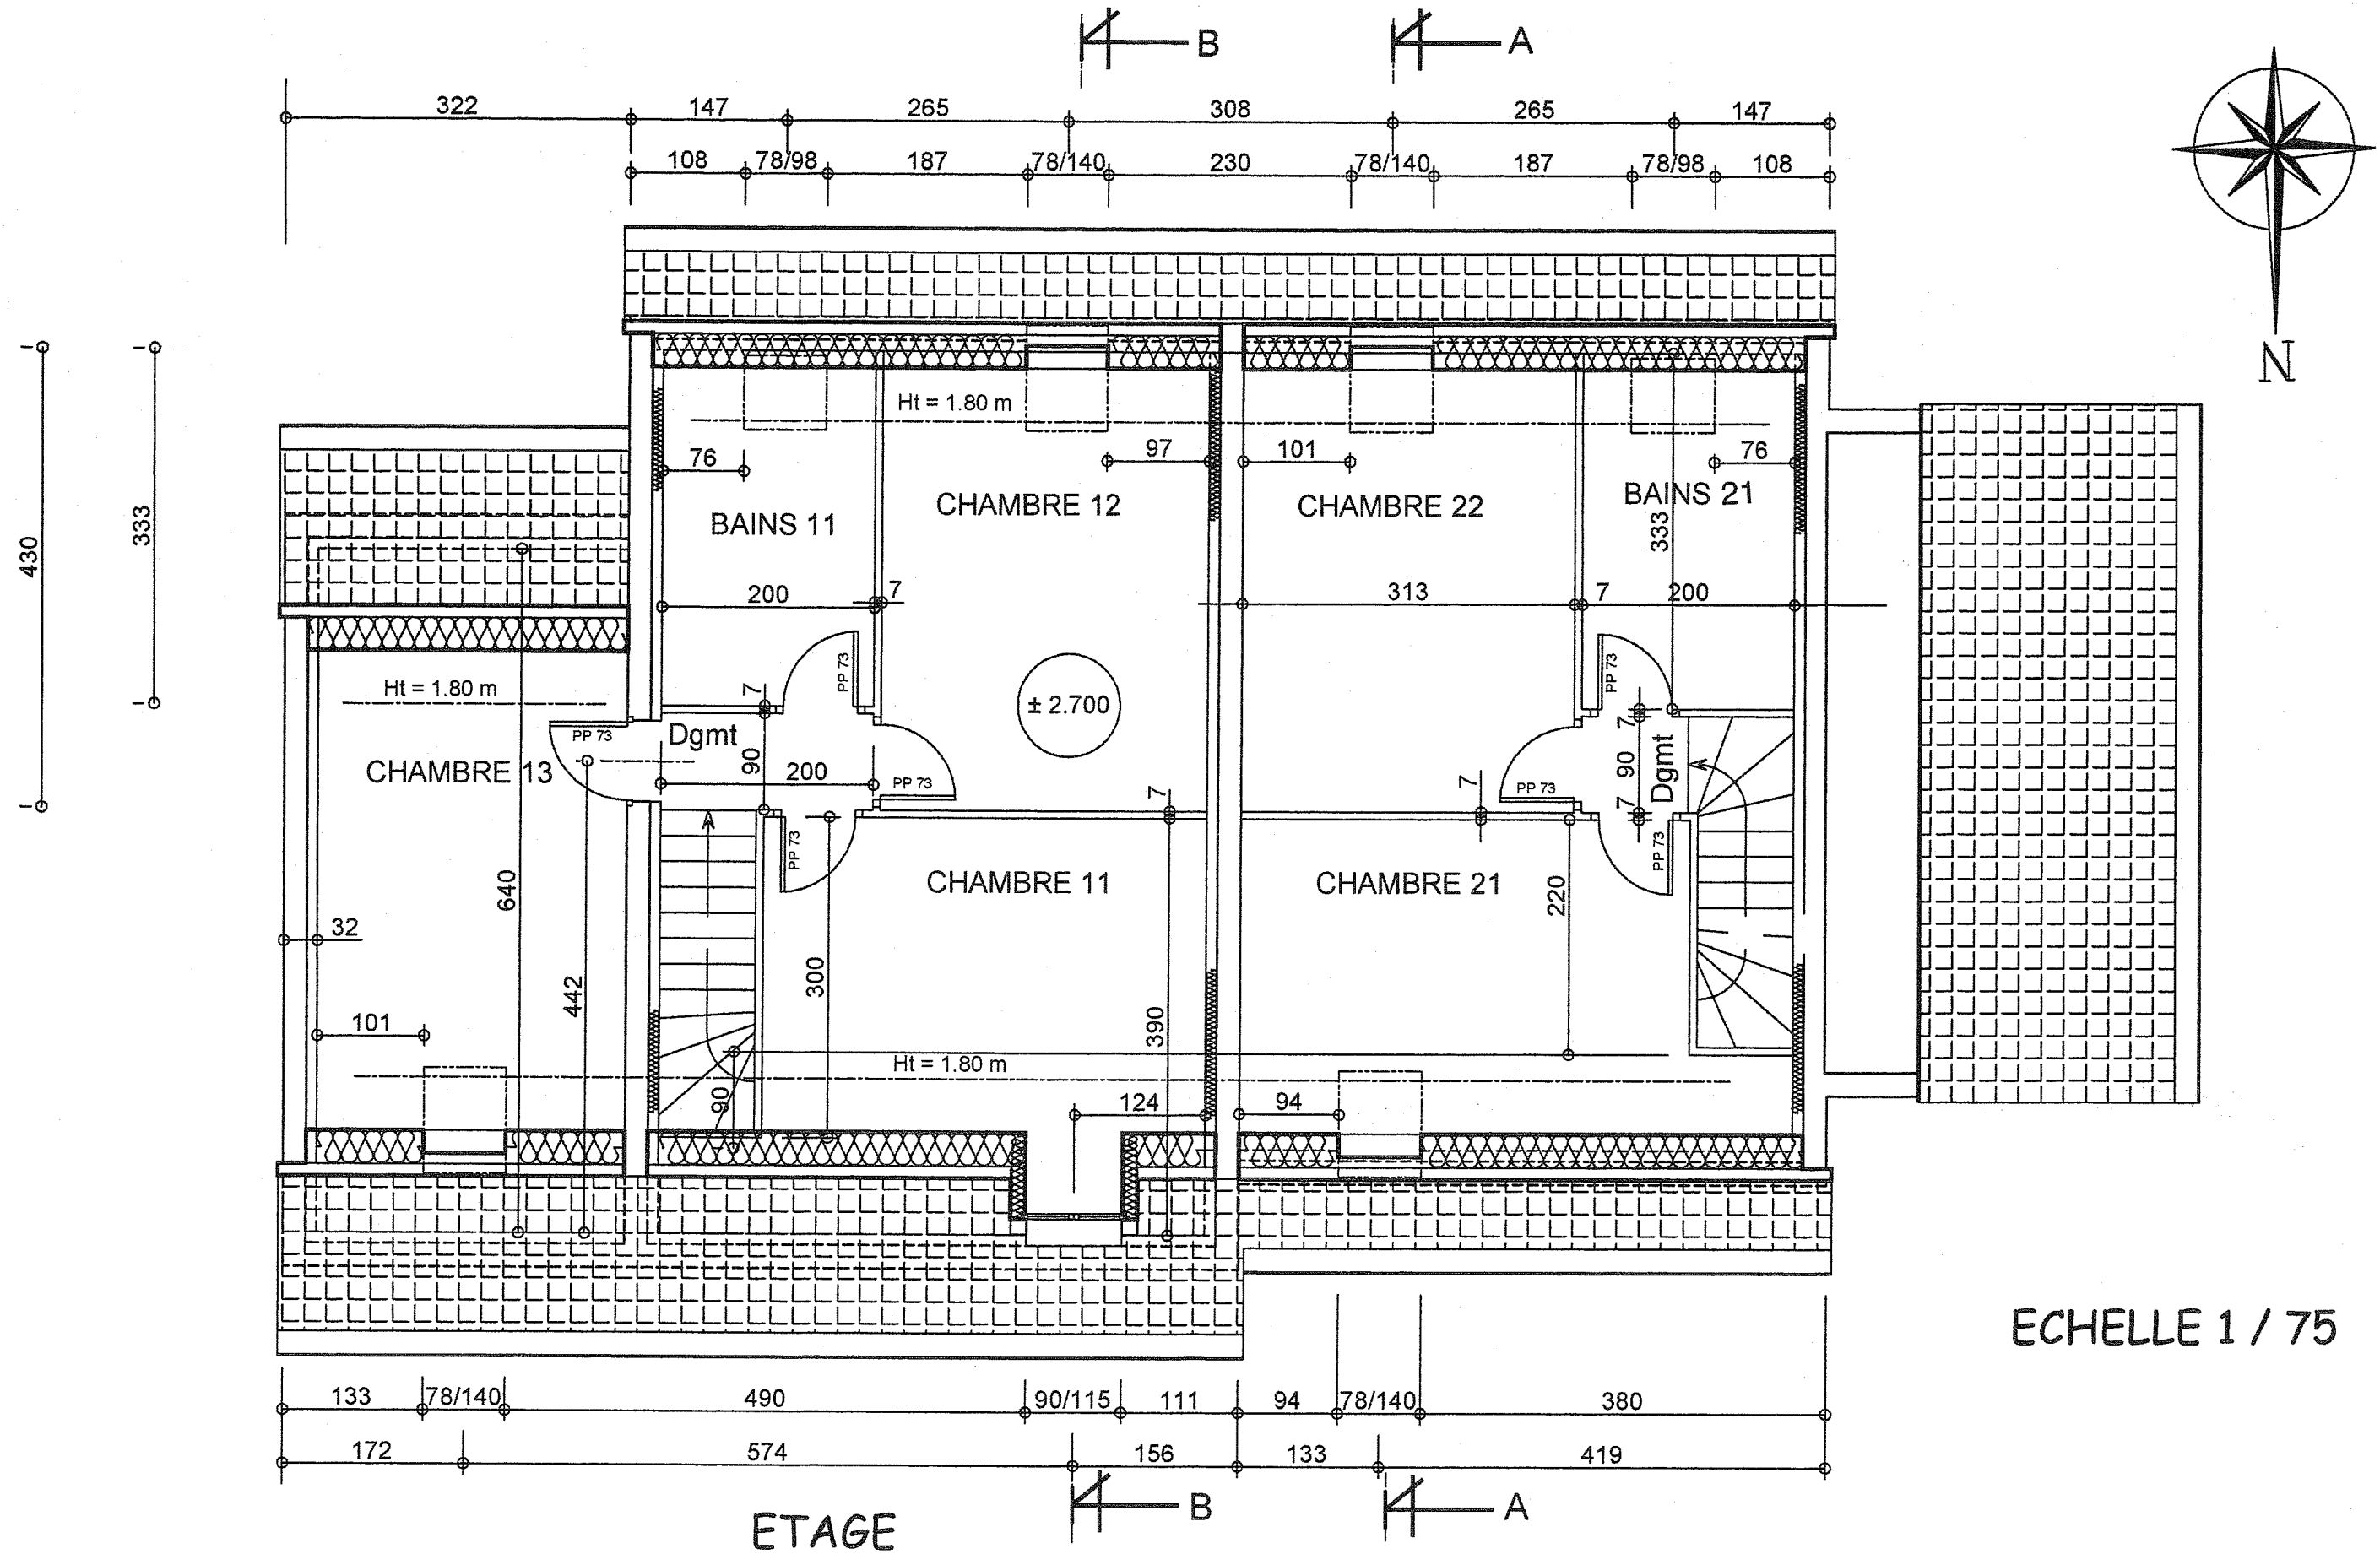 B
A
322
147
265
308
265
147
108
78/98
187
78/140
230
78/140
187
78/98
108
N
Ht = 1.80 m
76
97
101
76
BAINS 11
CHAMBRE 12
CHAMBRE 22
BAINS 21
430
333
333
200
7
313
7
200
PP 73
PP 73
Ht = 1.80 m
7
± 2.700
7
PP 73
Dgmt
90
200
PP 73
CHAMBRE 13
7
PP 73
90
Dgmt
7
7
PP 73
PP 73
CHAMBRE 11
CHAMBRE 21
640
220
32
442
300
390
101
Ht = 1.80 m
90
124
94
ECHELLE 1 / 75
133
78/140
490
90/115
111
94
78/140
380
172
574
156
133
419
B
A
ETAGE